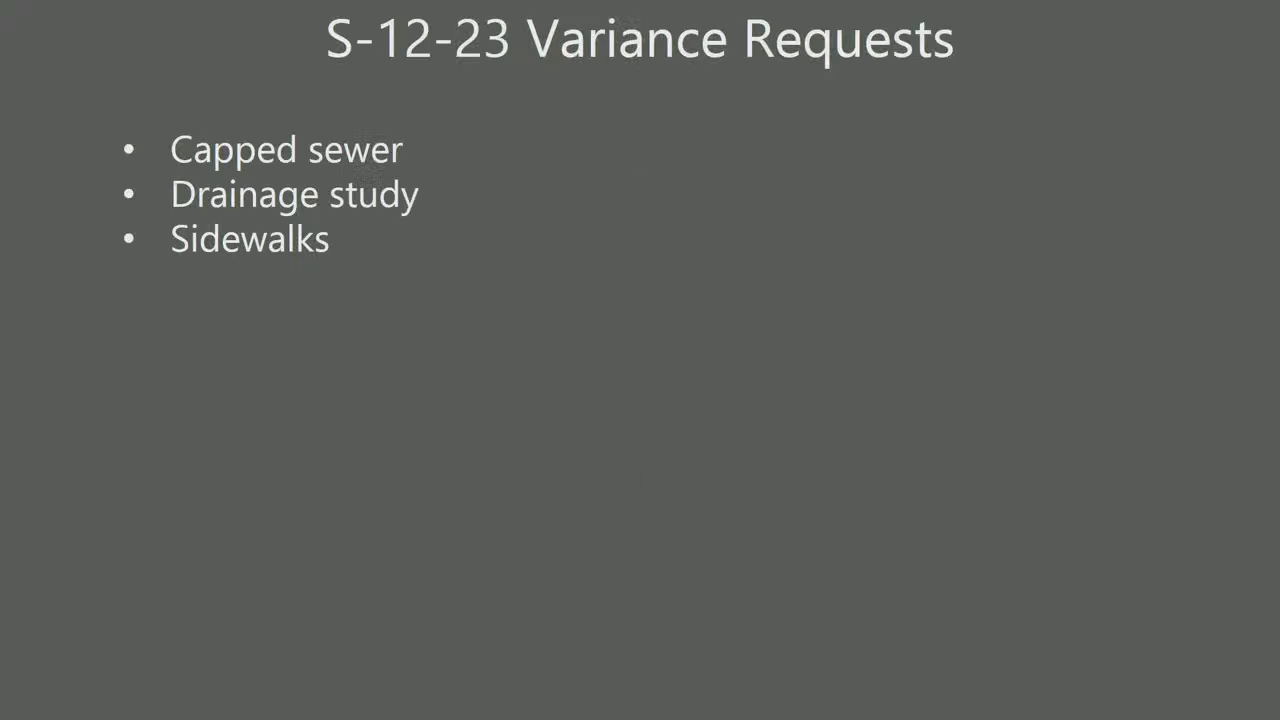 S-12-23 Variance Requests
• Capped sewer
• Drainage study
• Sidewalks